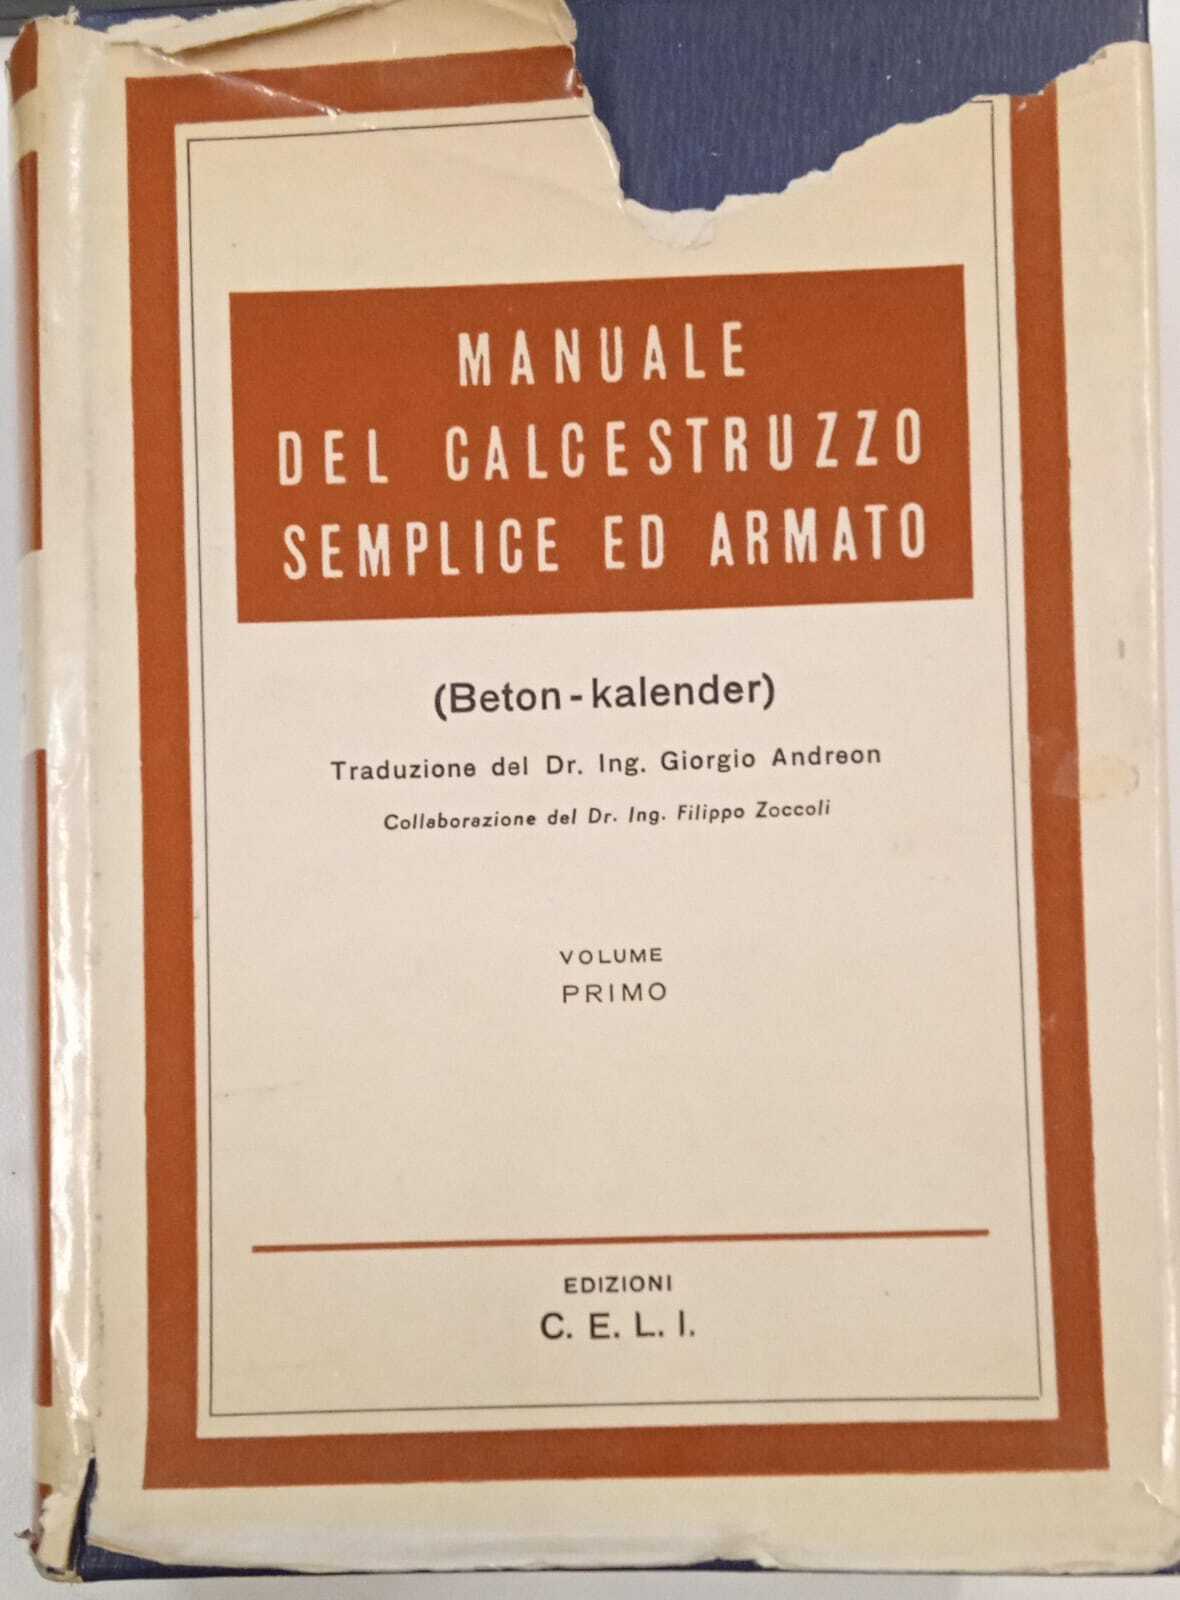 MANUALE
DEL CALCESTRUZZO
SEMPLICE ED ARMATO
(Beton-kalender)
Traduzione del Dr. Ing. Giorgio Andreon
Collaborazione del Dr. Ing. Filippo Zoccoli
VOLUME
PRIMO
EDIZIONI
C. E. L. I.